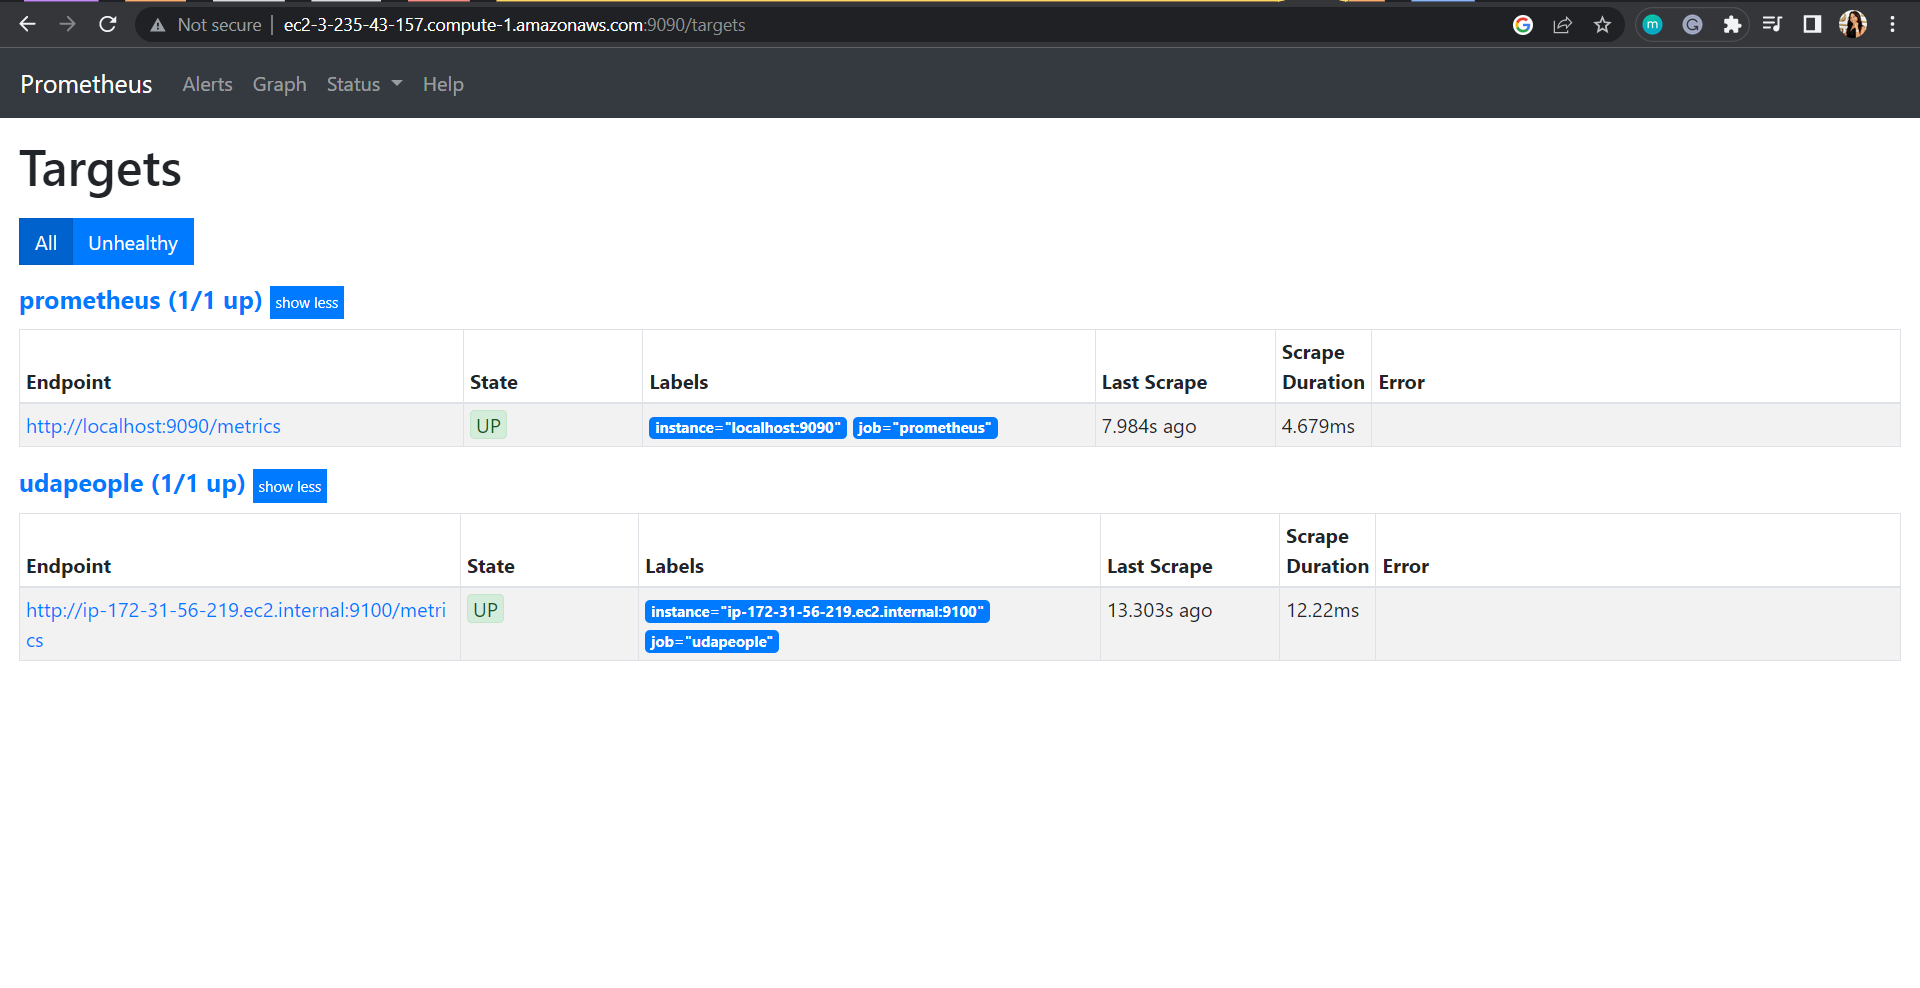 Not secure ec2-3-235-43-157.compute-1.amazonaws.com:9090/targets
m
Prometheus Alerts Graph Status Help
Targets
All Unhealthy
prometheus (1/1 up) show less
Endpoint State Labels Last Scrape Scrape Duration Error
http://localhost:9090/metrics UP instance="localhost:9090" job="prometheus" 7.984s ago 4.679ms
udapeople (1/1 up) show less
Endpoint State Labels Last Scrape Scrape Duration Error
http://ip-172-31-56-219.ec2.internal:9100/metri UP instance="ip-172-31-56-219.ec2.internal:9100" 13.303s ago 12.22ms
cs job="udapeople"